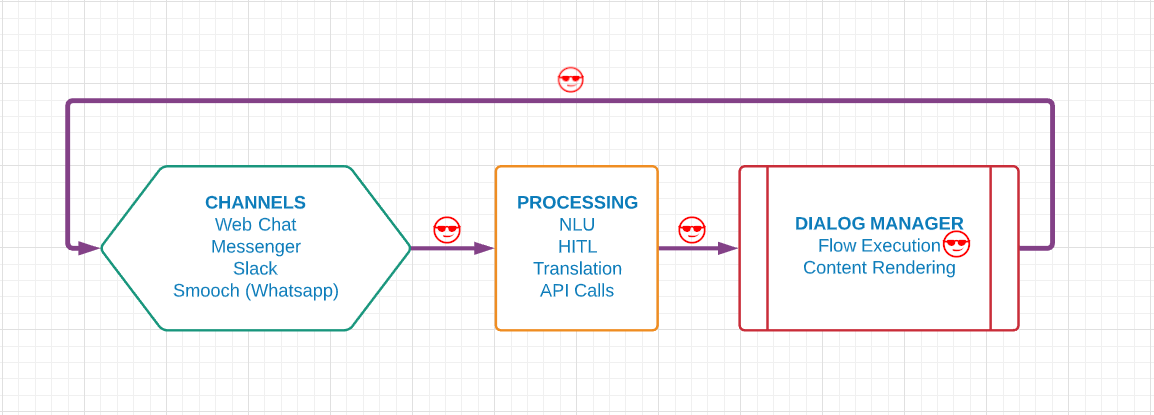 CHANNELS
Web Chat
Messenger
Slack
Smooch (Whatsapp)
PROCESSING
NLU
HITL
Translation
API Calls
DIALOG MANAGER
Flow Execution
Content Rendering